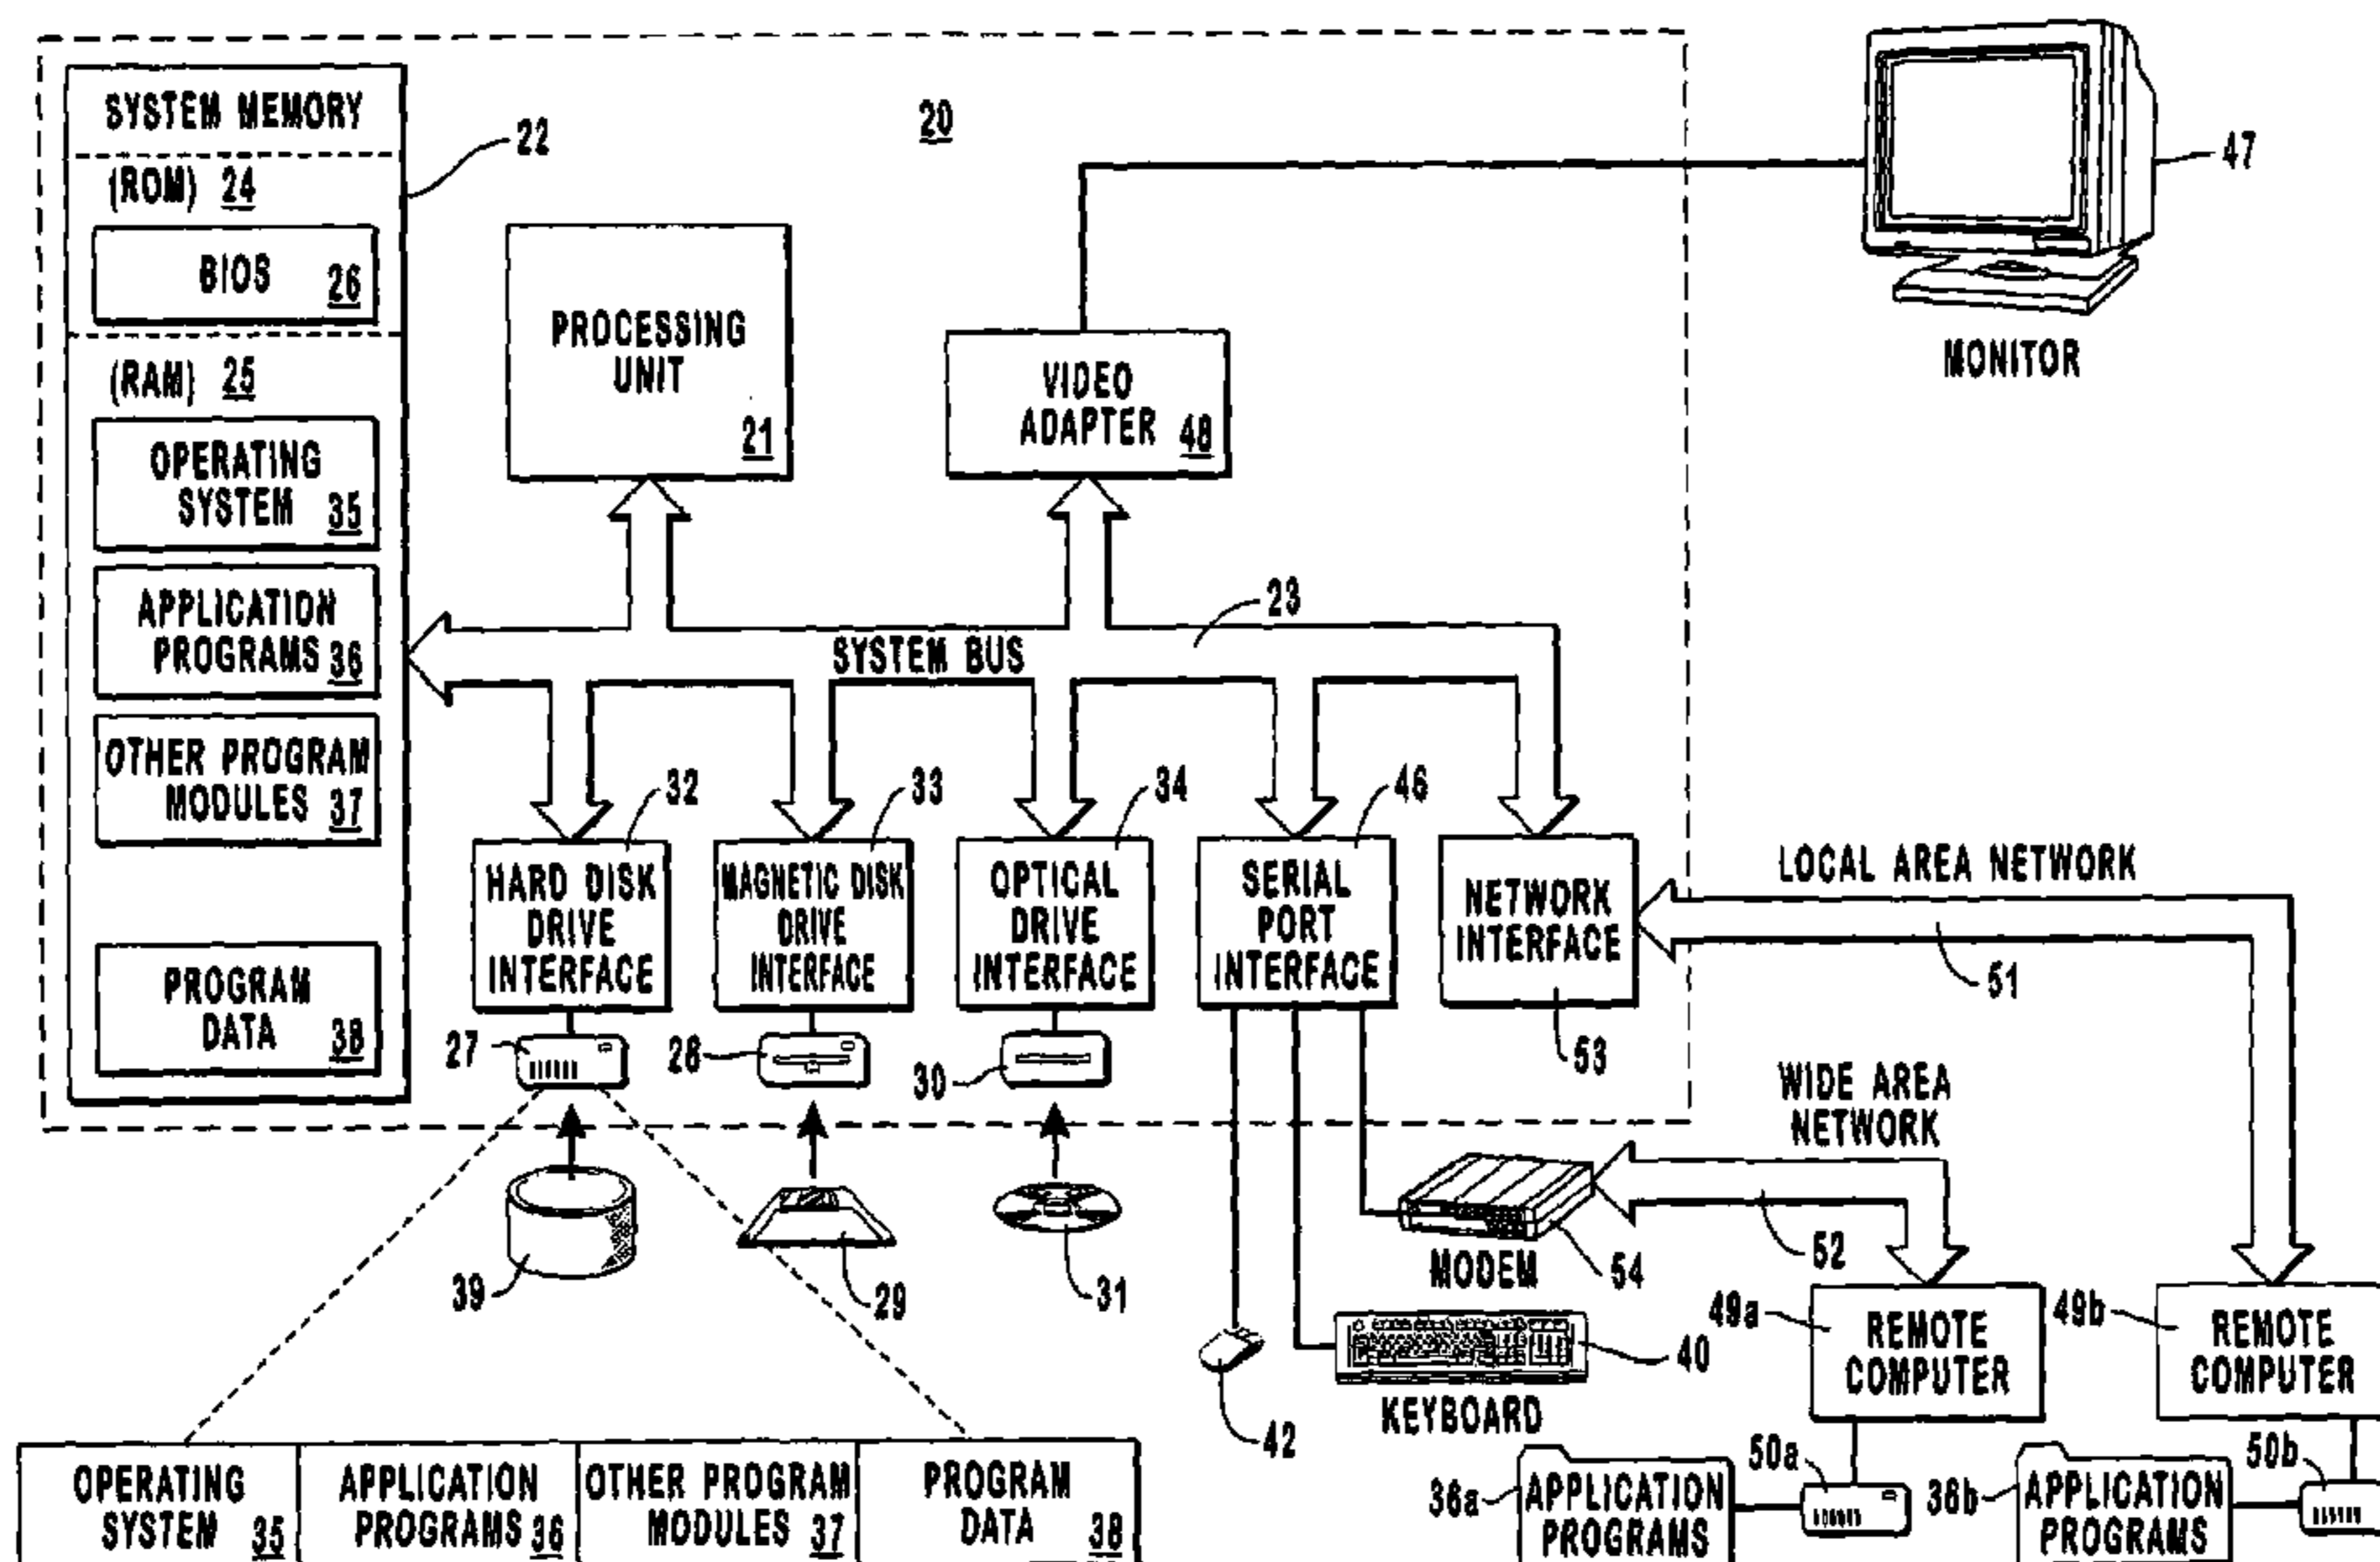 SYSTEM MEMORY
(ROM) 24
BIOS 26
(RAM) 25
OPERATING
SYSTEM 35
APPLICATION
PROGRAMS 36
OTHER PROGRAM
MODULES 37
PROGRAM
DATA 38
22
20
PROCESSING
UNIT
21
VIDEO
ADAPTER 48
47
MONITOR
SYSTEM BUS
23
32
HARD DISK
DRIVE
INTERFACE
33
MAGNETIC DISK
DRIVE
INTERFACE
34
OPTICAL
DRIVE
INTERFACE
46
SERIAL
PORT
INTERFACE
NETWORK
INTERFACE
53
LOCAL AREA NETWORK
51
27
28
30
39
29
31
WIDE AREA
NETWORK
52
MODEM
54
42
40
KEYBOARD
49a
REMOTE
COMPUTER
49b
REMOTE
COMPUTER
OPERATING
SYSTEM 35
APPLICATION
PROGRAMS 36
OTHER PROGRAM
MODULES 37
PROGRAM
DATA 38
36a
APPLICATION
PROGRAMS
50a
36b
APPLICATION
PROGRAMS
50b